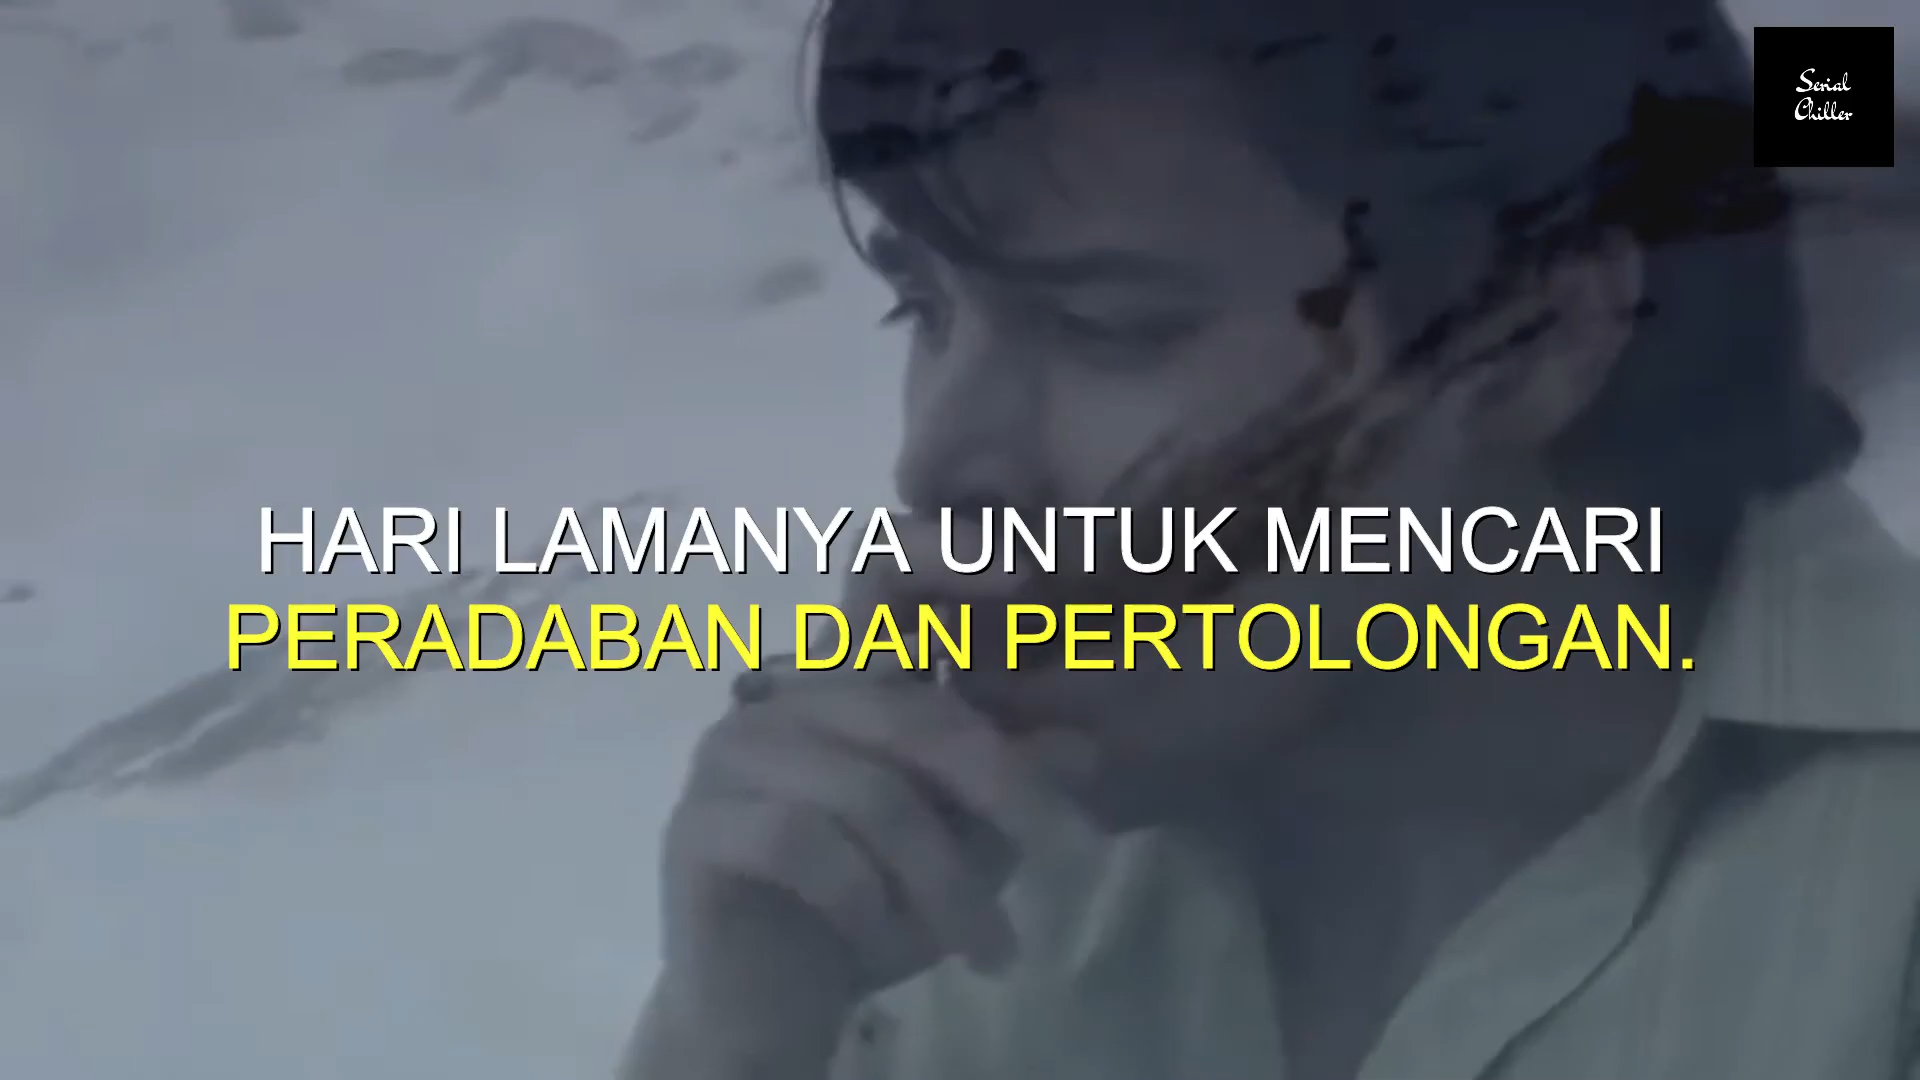 Serial
Chiller
HARI LAMANYA UNTUK MENCARI
PERADABAN DAN PERTOLONGAN.